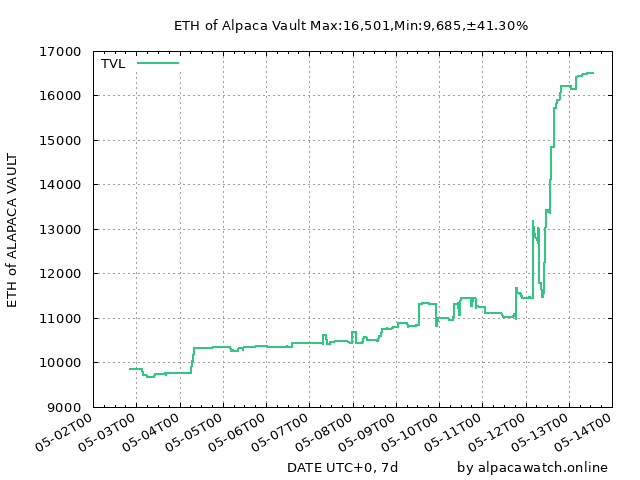 ETH of Alpaca Vault Max:16,501,Min:9,685,±41.30%
TVL
17000
16000
15000
14000
13000
12000
11000
10000
9000
ETH of ALAPACA VAULT
05-02T00
05-03T00
05-04T00
05-05T00
05-06T00
05-07T00
05-08T00
05-09T00
05-10T00
05-11T00
05-12T00
05-13T00
05-14T00
DATE UTC+0, 7d
by alpacawatch.online